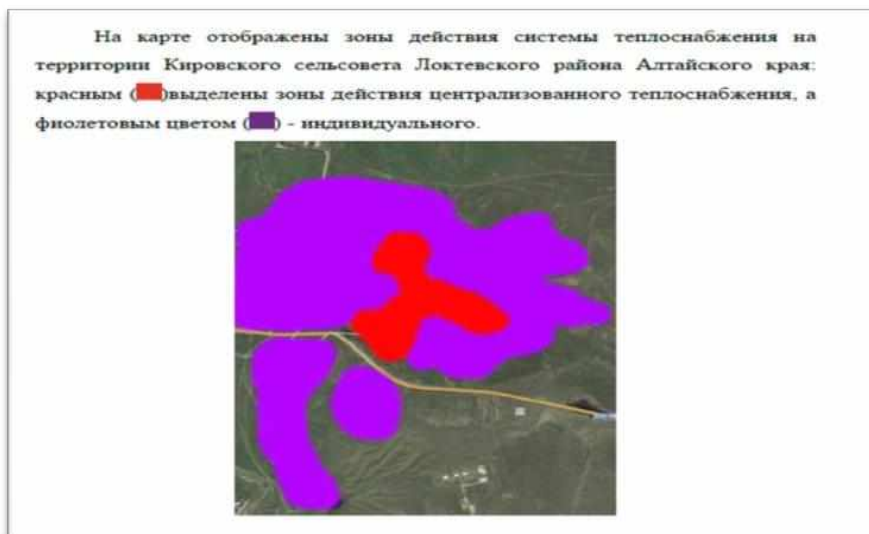 На карте отображены зоны действия системы теплоснабжения на
территории Кировского сельсовета Локтевского района Алтайского края:
красным ( )выделены зоны действия централизованного теплоснабжения, а
фиолетовым цветом ( ) - индивидуального.